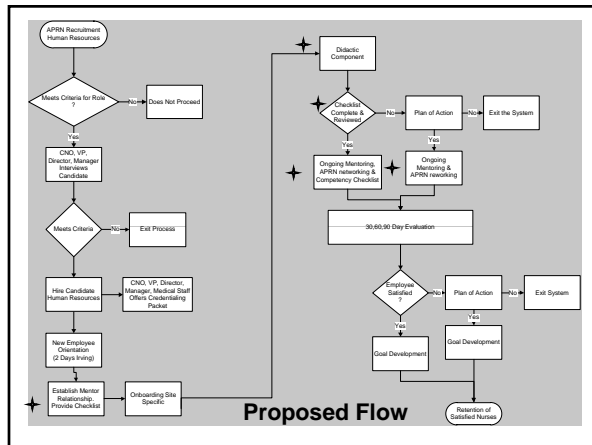 APRN Recruitment
Human Resources
Meets Criteria for Role
?
No
Does Not Proceed
Yes
CNO, VP,
Director, Manager
Interviews
Candidate
Meets Criteria
No
Exit Process
Hire Candidate
Human Resources
CNO, VP, Director,
Manager, Medical Staff
Offers Credentialing
Packet
New Employee
Orientation
(2 Days Irving)
Establish Mentor
Relationship.
Provide Checklist
Onboarding Site
Specific
Didactic
Component
Checklist
Complete &
Reviewed
No
Plan of Action
No
Exit the System
Yes
Yes
Ongoing Mentoring,
APRN networking &
Competency Checklist
Ongoing
Mentoring &
APRN reworking
30,60,90 Day Evaluation
Employee
Satisfied
?
No
Plan of Action
No
Exit System
Yes
Yes
Goal Development
Goal Development
Retention of
Satisfied Nurses
Proposed Flow